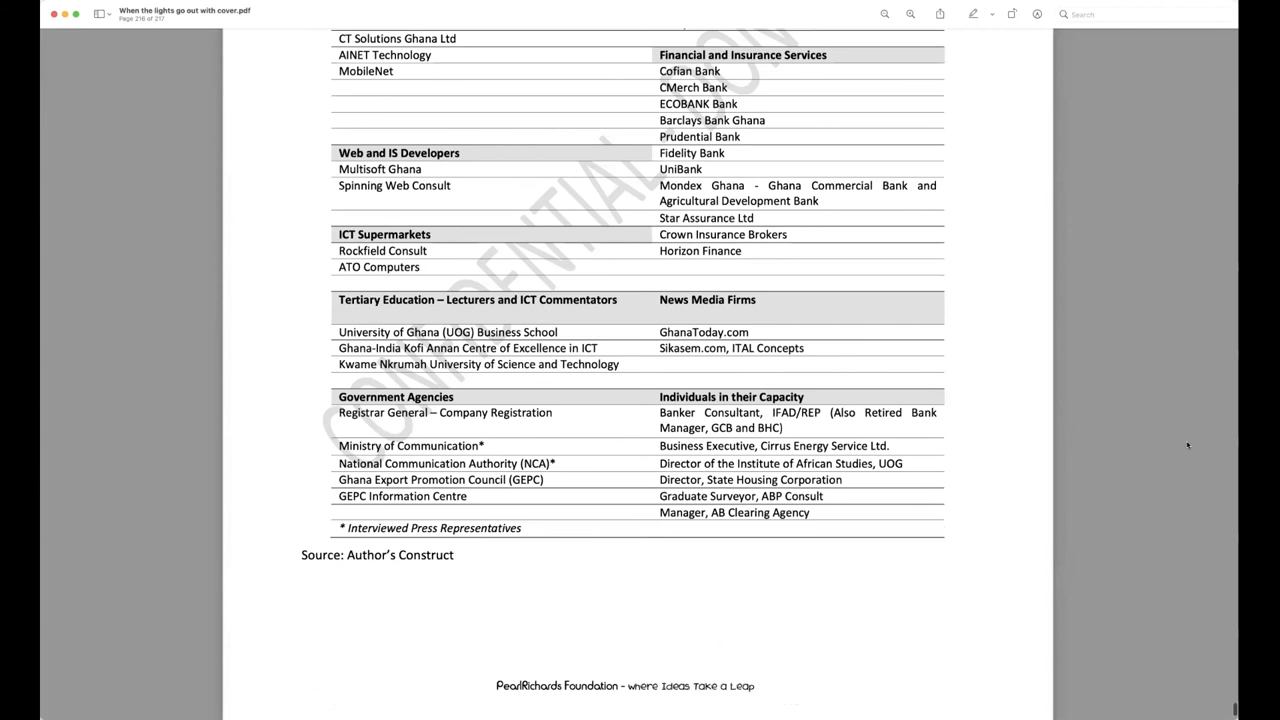 When the lights go out with cover.pdf
Page 216 of 217
Search
CT Solutions Ghana Ltd
AINET Technology
Financial and Insurance Services
MobileNet
Cofian Bank
CMerch Bank
ECOBANK Bank
Barclays Bank Ghana
Prudential Bank
Web and IS Developers
Fidelity Bank
Multisoft Ghana
UniBank
Spinning Web Consult
Mondex Ghana - Ghana Commercial Bank and
Agricultural Development Bank
Star Assurance Ltd
ICT Supermarkets
Crown Insurance Brokers
Rockfield Consult
Horizon Finance
ATO Computers
Tertiary Education – Lecturers and ICT Commentators
News Media Firms
University of Ghana (UOG) Business School
GhanaToday.com
Ghana-India Kofi Annan Centre of Excellence in ICT
Sikasem.com, ITAL Concepts
Kwame Nkrumah University of Science and Technology
Government Agencies
Individuals in their Capacity
Registrar General – Company Registration
Banker Consultant, IFAD/REP (Also Retired Bank
Manager, GCB and BHC)
Ministry of Communication*
Business Executive, Cirrus Energy Service Ltd.
National Communication Authority (NCA)*
Director of the Institute of African Studies, UOG
Ghana Export Promotion Council (GEPC)
Director, State Housing Corporation
GEPC Information Centre
Graduate Surveyor, ABP Consult
Manager, AB Clearing Agency
* Interviewed Press Representatives
Source: Author's Construct
CONFIDENTIAL - DON
PearlRichards Foundation - where Ideas Take a Leap